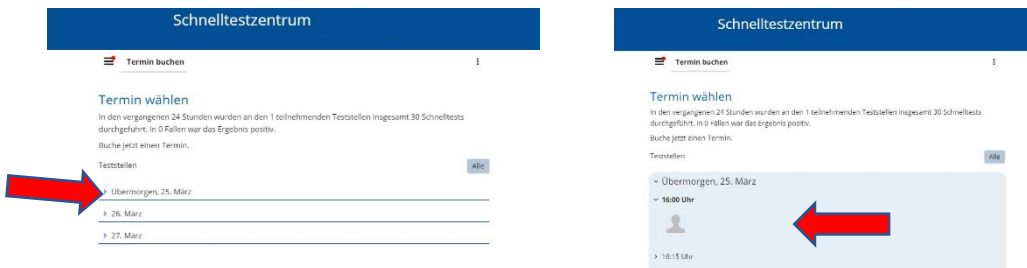 Schnelltestzentrum
Termin buchen
Termin wählen
In den vergangenen 24 Stunden wurden an den 1 teilnehmenden Teststellen insgesamt 30 Schnelltests
durchgeführt. In 0 Fällen war das Ergebnis positiv.
Buche jetzt einen Termin.
Teststellen
Alle
Übermorgen, 25. März
26. März
27. März
Schnelltestzentrum
Termin buchen
Termin wählen
In den vergangenen 24 Stunden wurden an den 1 teilnehmenden Teststellen insgesamt 30 Schnelltests
durchgeführt. In 0 Fällen war das Ergebnis positiv.
Buche jetzt einen Termin.
Teststellen
Alle
Übermorgen, 25. März
16:00 Uhr
16:15 Uhr